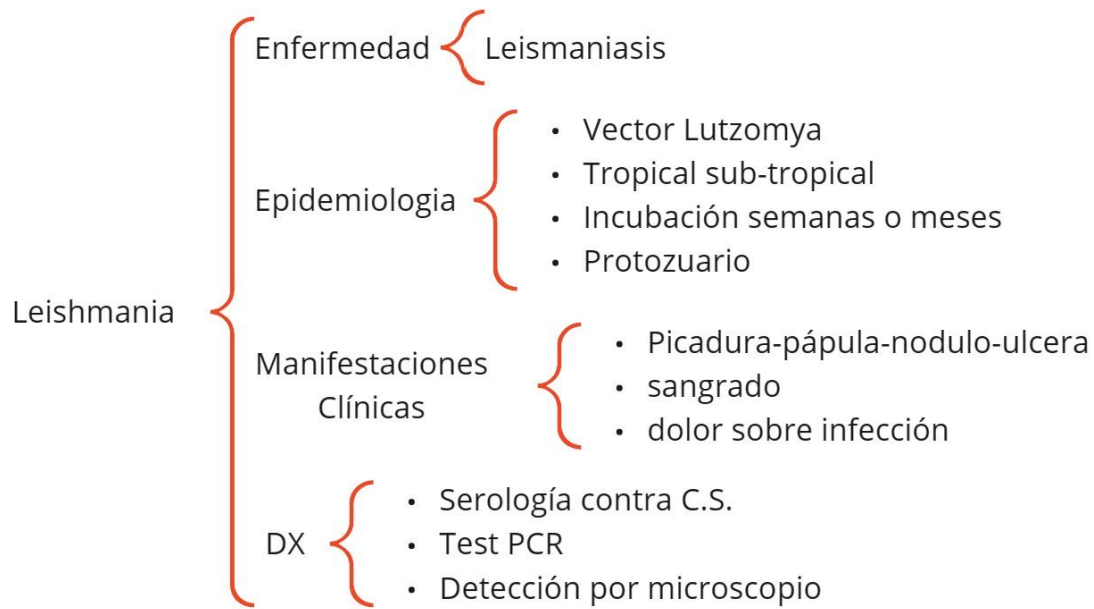 Leishmania
Enfermedad
Leismaniasis
Epidemiologia
• Vector Lutzomya
• Tropical sub-tropical
• Incubación semanas o meses
• Protozuario
Manifestaciones
Clínicas
• Picadura-pápula-nodulo-ulcera
• sangrado
• dolor sobre infección
DX
• Serología contra C.S.
• Test PCR
• Detección por microscopio